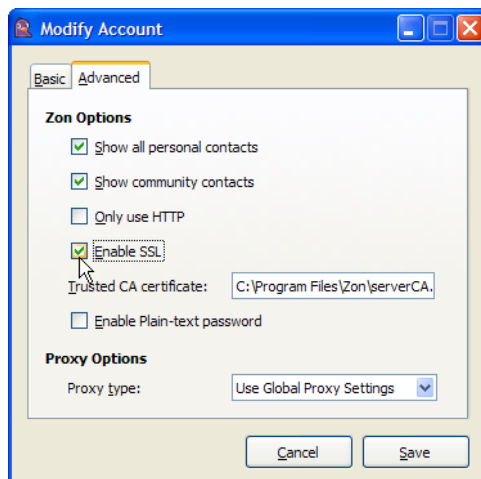 Modify Account
Basic Advanced
Zon Options
Show all personal contacts
Show community contacts
Only use HTTP
Enable SSL
Trusted CA certificate: C:\Program Files\Zon\serverCA.
Enable Plain-text password
Proxy Options
Proxy type: Use Global Proxy Settings
Cancel Save